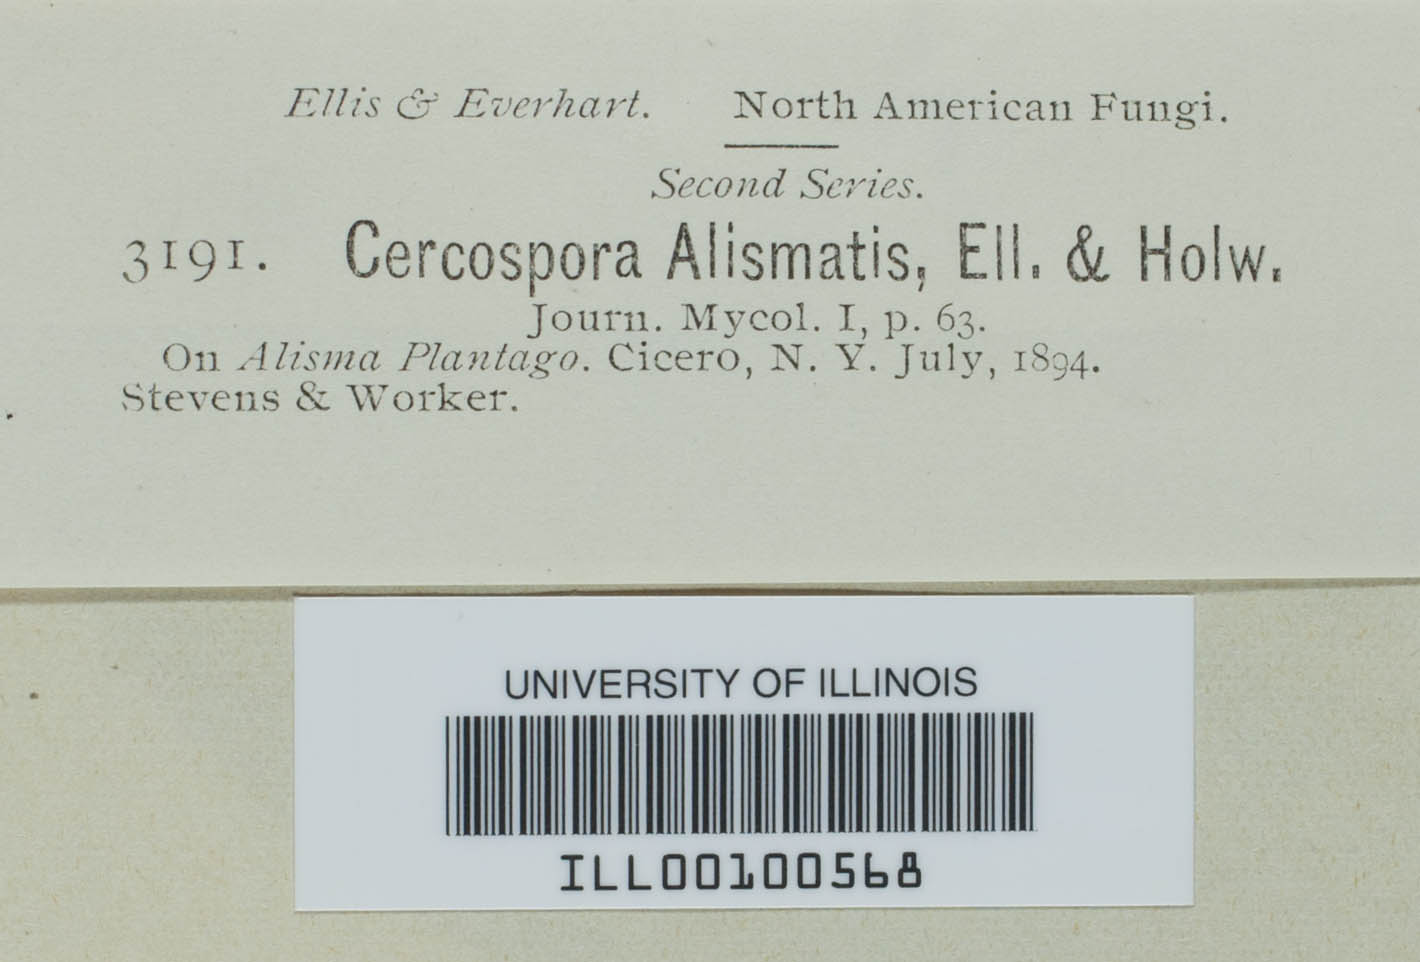 Ellis & Everhart. North American Fungi.
Second Series.
3191. Cercospora Alismatis, Ell. & Holw.
Journ. Mycol. I, p. 63.
On Alisma Plantago. Cicero, N. Y. July, 1894.
Stevens & Worker.
UNIVERSITY OF ILLINOIS
ILL00100568